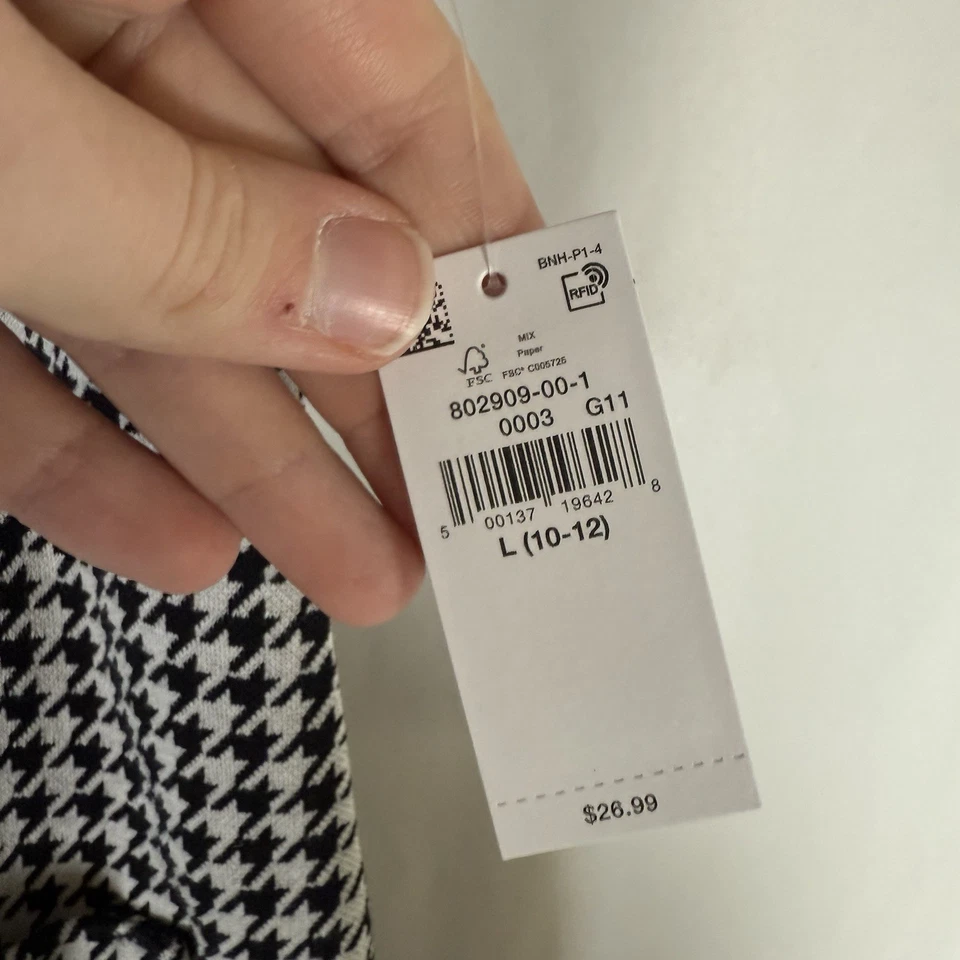 BNH-P1-4
RFID
MIX
Paper
FSC FSC® C005725
802909-00-1
0003 G11
5 00137 19642 8
L (10-12)
$26.99